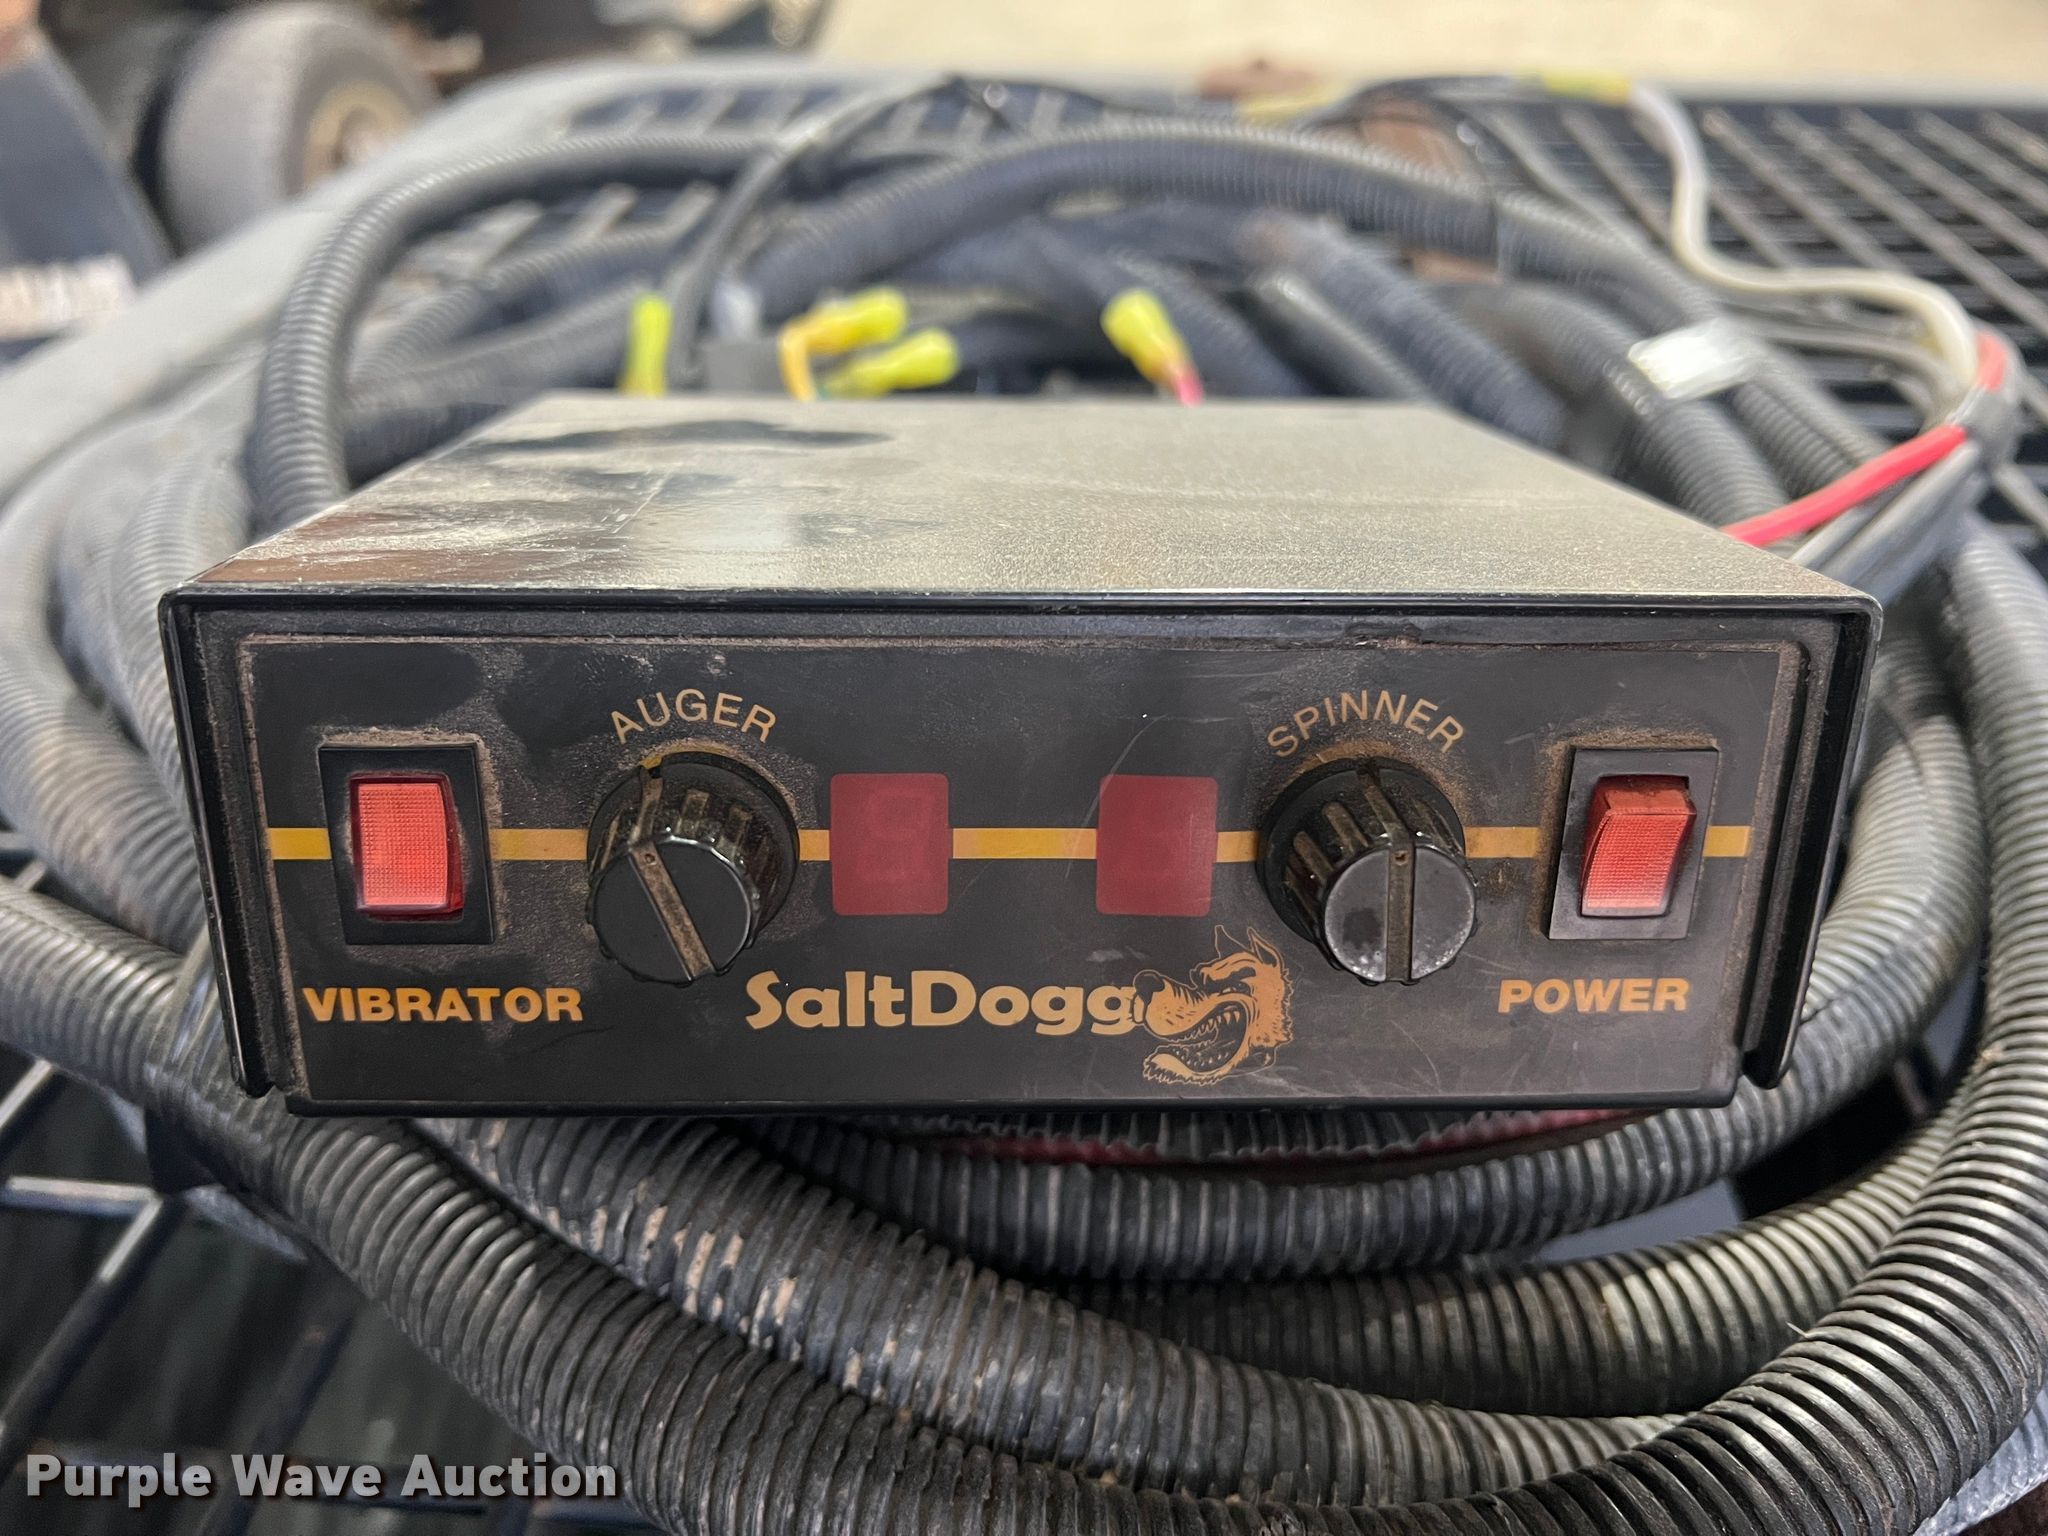 AUGER
SPINNER
VIBRATOR
SaltDogg
POWER
Purple Wave Auction